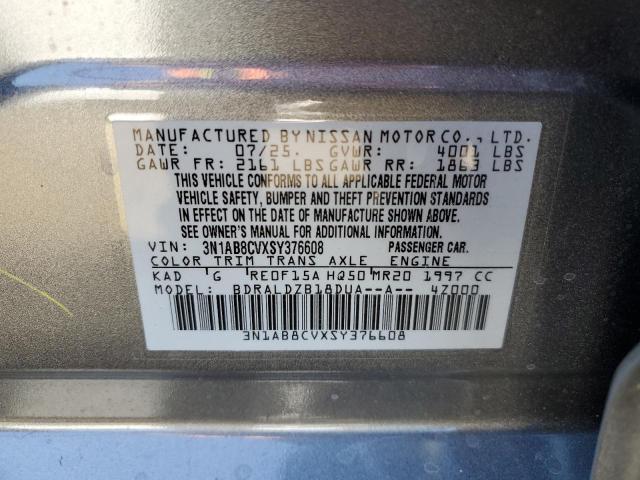 MANUFACTURED BY NISSAN MOTOR CO., LTD.
DATE: 07/25. GVWR: 4001 LBS
GAWR FR: 2161 LBS GAWR RR: 1863 LBS
THIS VEHICLE CONFORMS TO ALL APPLICABLE FEDERAL MOTOR
VEHICLE SAFETY, BUMPER AND THEFT PREVENTION STANDARDS
IN EFFECT ON THE DATE OF MANUFACTURE SHOWN ABOVE.
SEE OWNER'S MANUAL FOR ADDITIONAL INFORMATION.
VIN: 3N1AB8CVXSY376608 PASSENGER CAR.
COLOR TRIM TRANS AXLE ENGINE
KAD G RE0F15A HQ50 MR20 1997 CC
MODEL: BDRALDZB18DUA--A-- 4Z000
3N1AB8CVXSY376608